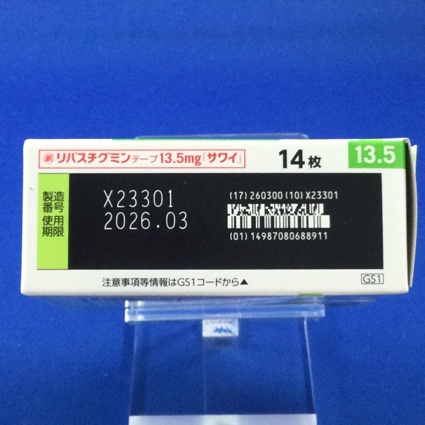 劇 リバスチグミンテープ13.5mg「サワイ」 14枚 13.5
製造番号 X23301
使用期限 2026.03
(17)260300(10)X23301
(01)14987080688911
注意事項等情報はGS1コードから▲ GS1